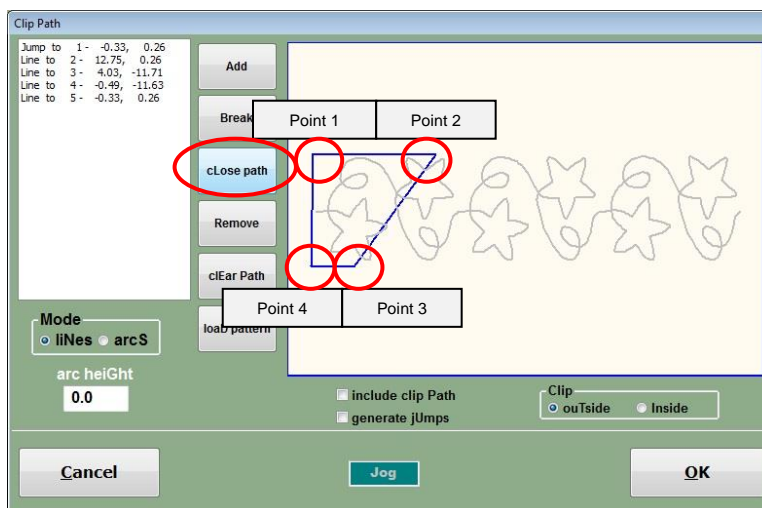 Clip Path
Jump to 1 - -0.33, 0.26
Line to 2 - 12.75, 0.26
Line to 3 - 4.03, -11.71
Line to 4 - -0.49, -11.63
Line to 5 - -0.33, 0.26
Add
Break
Point 1
Point 2
cLose path
Remove
clEar Path
Point 4
Point 3
loaD pattern
Mode
liNes
arcS
arc heiGht
0.0
include clip Path
generate jUmps
Clip
ouTside
Inside
Cancel
Jog
OK